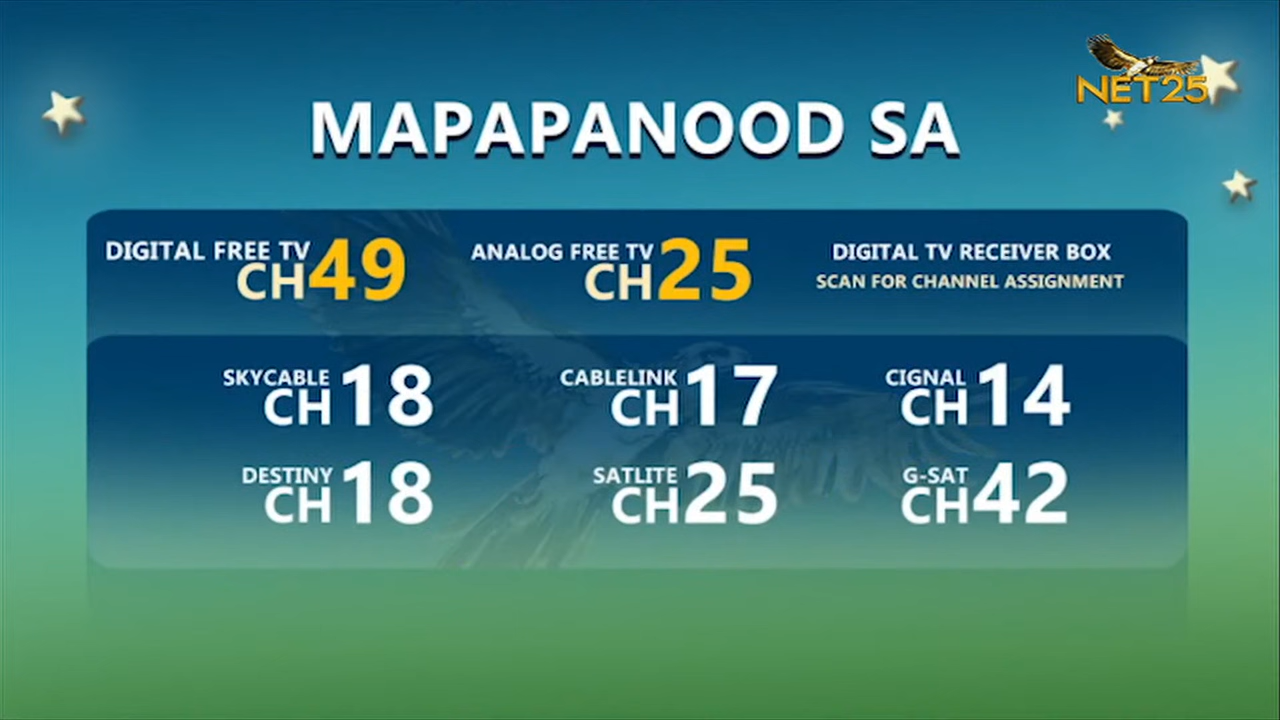 NET25
MAPAPANOOD SA
DIGITAL FREE TV
CH49
ANALOG FREE TV
CH25
DIGITAL TV RECEIVER BOX
SCAN FOR CHANNEL ASSIGNMENT
SKYCABLE
CH18
CABLELINK
CH17
CIGNAL
CH14
DESTINY
CH18
SATLITE
CH25
G-SAT
CH42